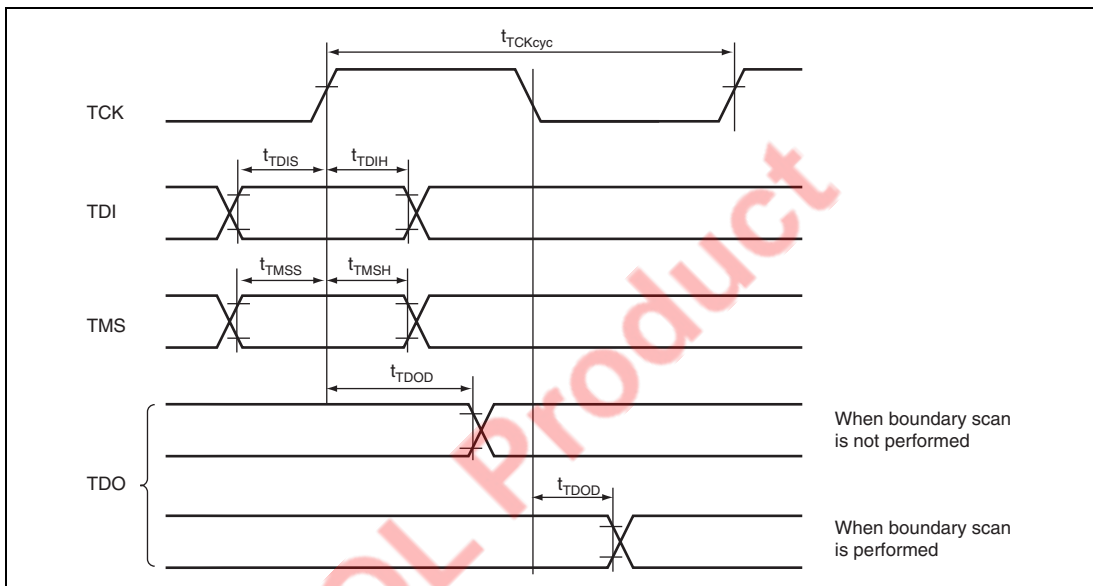 tTCKcyc
TCK
tTDIS
tTDIH
TDI
tTMSS
tTMSH
TMS
tTDOD
When boundary scan
is not performed
TDO
tTDOD
When boundary scan
is performed
OL Product